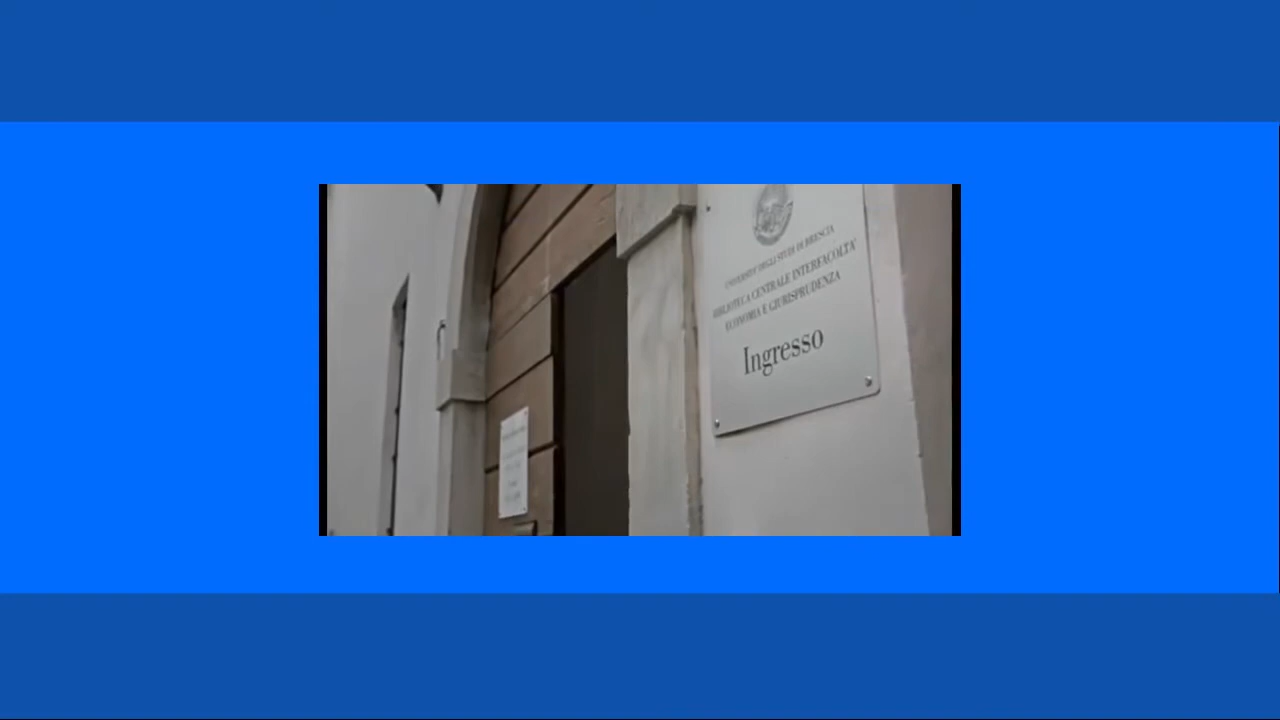 UNIVERSITA' DEGLI STUDI DI BRESCIA
BIBLIOTECA CENTRALE INTERFACOLTA'
ECONOMIA E GIURISPRUDENZA
Ingresso